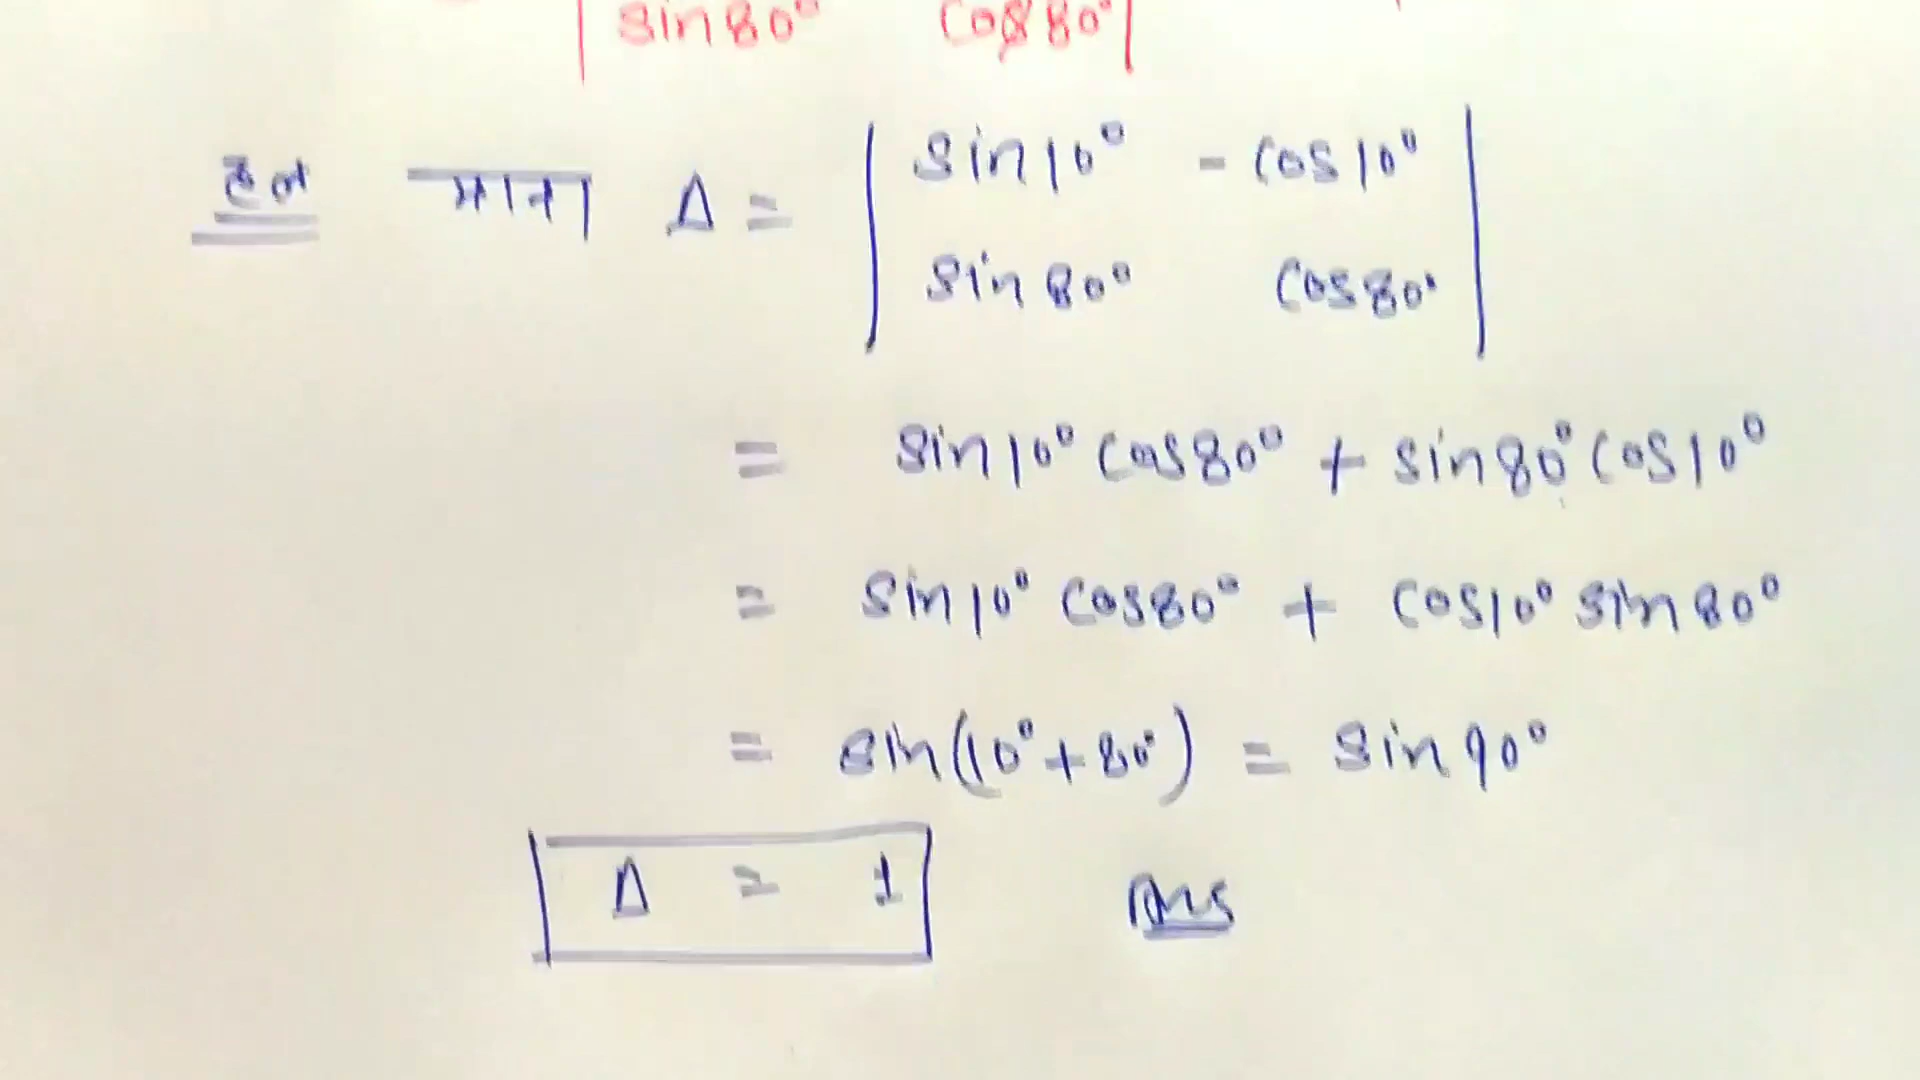 | sin80° cos80° |
हल माना Δ = | sin10° - cos10° |
| sin80° cos80° |
= sin10° cos80° + sin80° cos10°
= sin10° cos80° + cos10° sin80°
= sin(10°+80°) = sin90°
Δ = 1 Ans